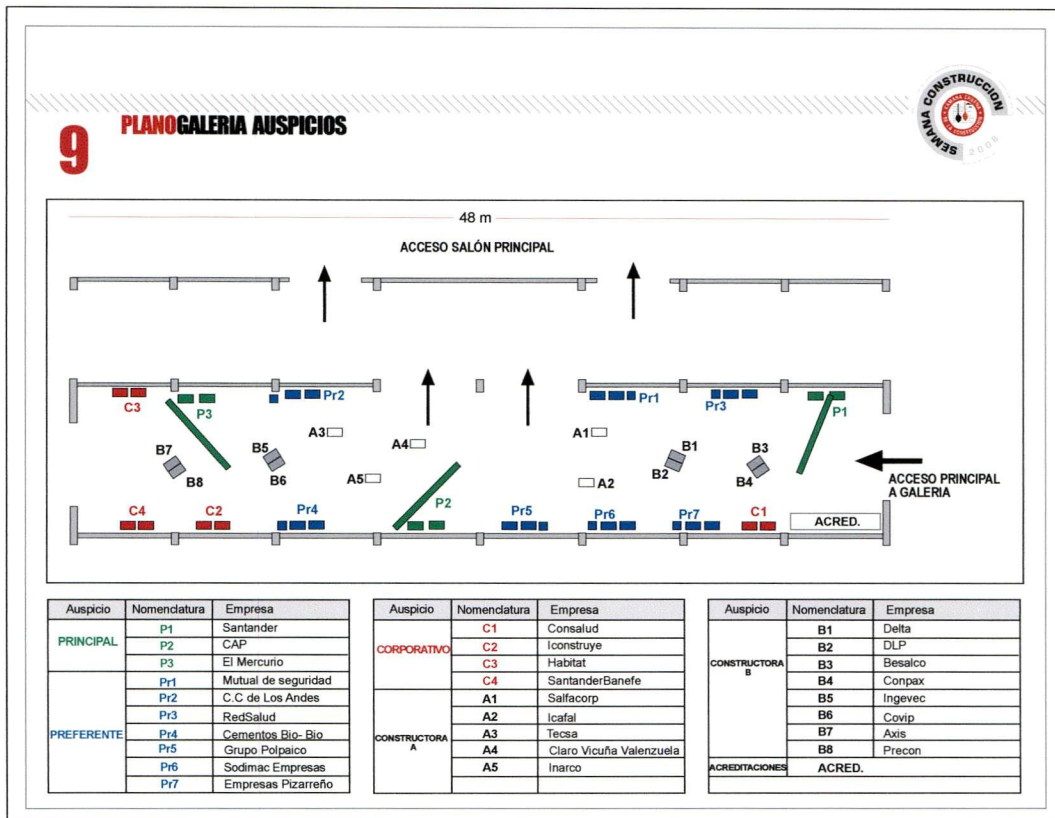 9
PLANOGALERIA AUSPICIOS
SEMANA CONSTRUCCION
2008
48 m
ACCESO SALÓN PRINCIPAL
C3
P3
Pr2
Pr1
Pr3
P1
A3
A4
A1
B7
B8
B5
B6
A5
A2
B1
B2
B3
B4
ACCESO PRINCIPAL
A GALERIA
C4
C2
Pr4
P2
Pr5
Pr6
Pr7
C1
ACRED.
Auspicio Nomenclatura Empresa
PRINCIPAL
P1 Santander
P2 CAP
P3 El Mercurio
PREFERENTE
Pr1 Mutual de seguridad
Pr2 C.C de Los Andes
Pr3 RedSalud
Pr4 Cementos Bio- Bio
Pr5 Grupo Polpaico
Pr6 Sodimac Empresas
Pr7 Empresas Pizarreño
Auspicio Nomenclatura Empresa
CORPORATIVO
C1 Consalud
C2 Iconstruye
C3 Habitat
C4 SantanderBanefe
CONSTRUCTORA
A
A1 Salfacorp
A2 Icafal
A3 Tecsa
A4 Claro Vicuña Valenzuela
A5 Inarco
Auspicio Nomenclatura Empresa
CONSTRUCTORA
B
B1 Delta
B2 DLP
B3 Besalco
B4 Conpax
B5 Ingevec
B6 Covip
B7 Axis
B8 Precon
ACREDITACIONES ACRED.